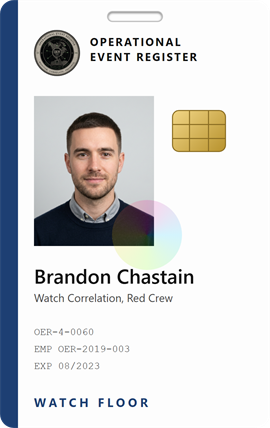 OPERATIONAL
EVENT REGISTER
Brandon Chastain
Watch Correlation, Red Crew
OER-4-0060
EMP OER-2019-003
EXP 08/2023
WATCH FLOOR